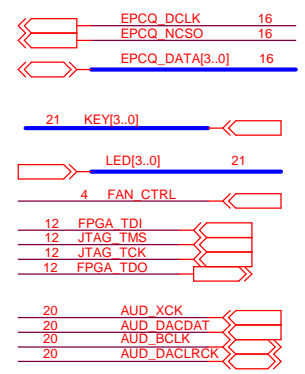 EPCQ_DCLK 16
EPCQ_NCSO 16
EPCQ_DATA[3..0] 16
21 KEY[3..0]
LED[3..0] 21
4 FAN_CTRL
12 FPGA_TDI
12 JTAG_TMS
12 JTAG_TCK
12 FPGA_TDO
20 AUD_XCK
20 AUD_DACDAT
20 AUD_BCLK
20 AUD_DACLRCK